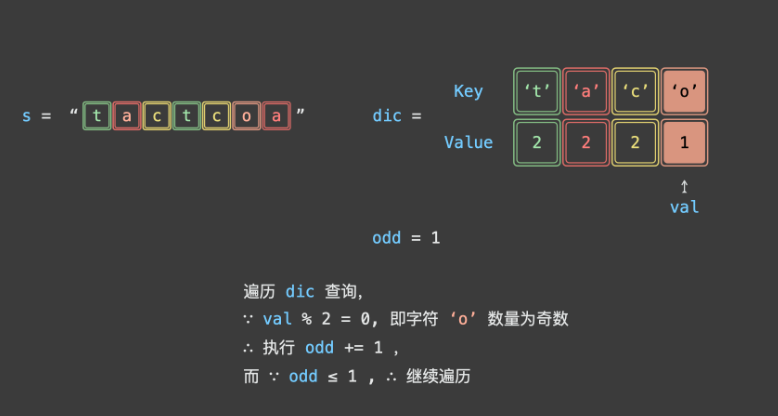 Key ‘t’ ‘a’ ‘c’ ‘o’
s = “ t a c t c o a ” dic =
Value 2 2 2 1
↑
val
odd = 1
遍历 dic 查询，
∵ val % 2 = 0, 即字符 ‘o’ 数量为奇数
∴ 执行 odd += 1 ，
而 ∵ odd ≤ 1 , ∴ 继续遍历